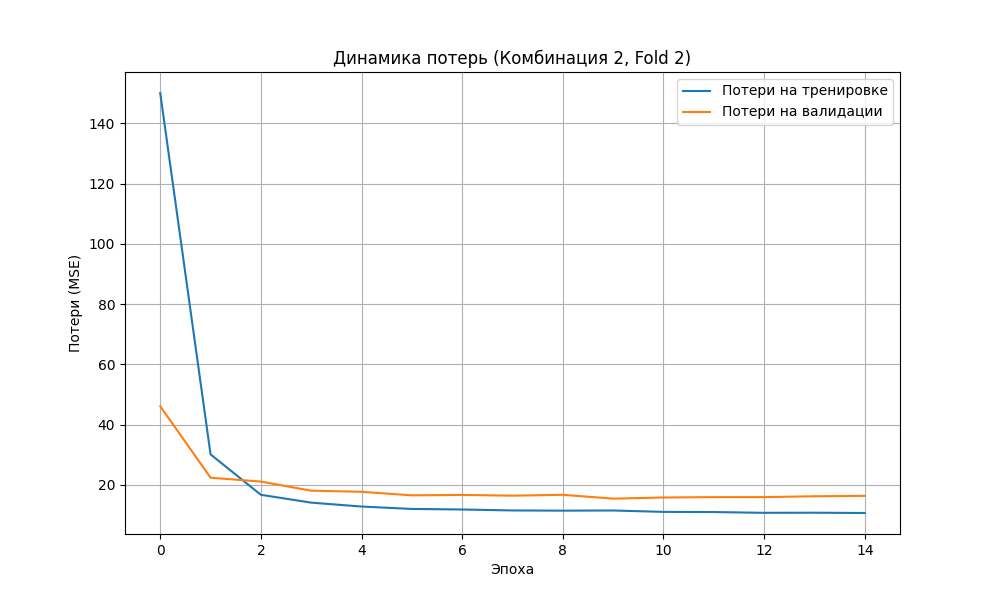 Динамика потерь (Комбинация 2, Fold 2)
Потери на тренировке
Потери на валидации
140
120
100
80
60
40
20
Потери (MSE)
0 2 4 6 8 10 12 14
Эпоха